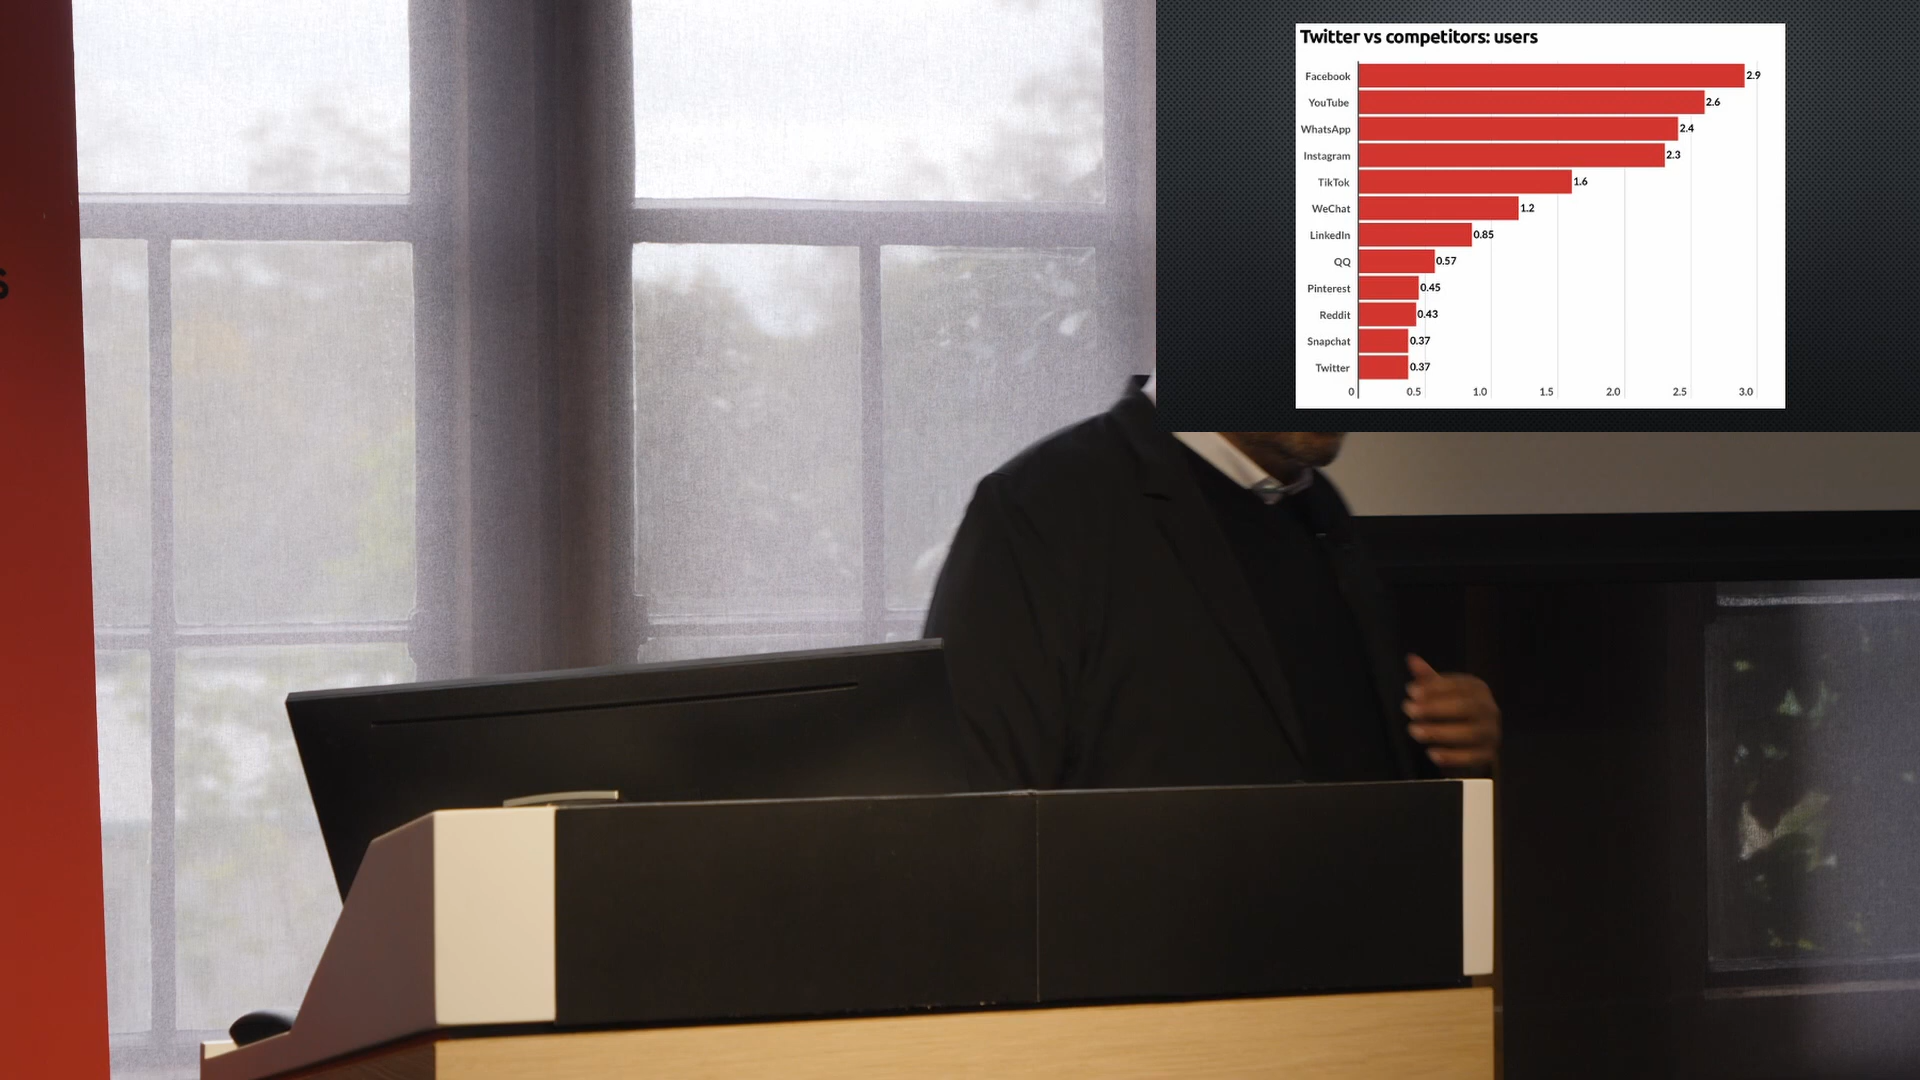 S
Twitter vs competitors: users
Facebook 2.9
YouTube 2.6
WhatsApp 2.4
Instagram 2.3
TikTok 1.6
WeChat 1.2
LinkedIn 0.85
QQ 0.57
Pinterest 0.45
Reddit 0.43
Snapchat 0.37
Twitter 0.37
0 0.5 1.0 1.5 2.0 2.5 3.0